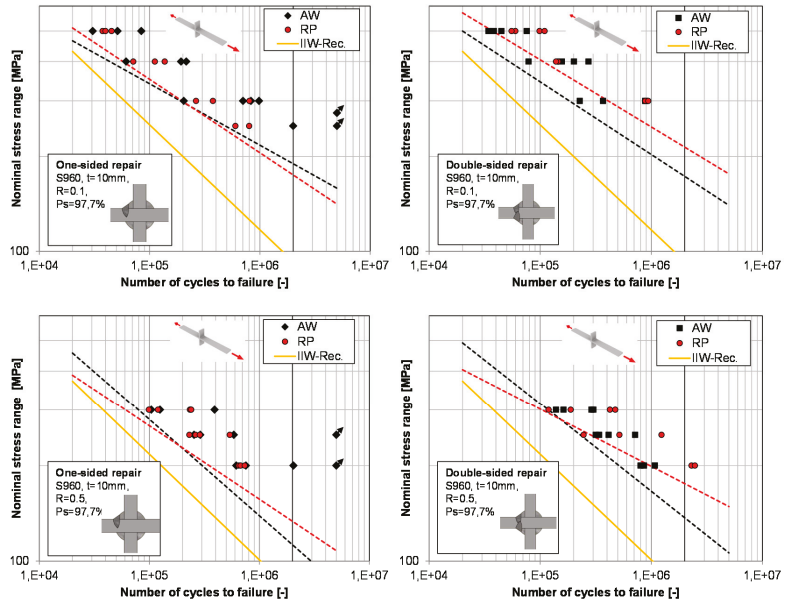 AW
RP
IIW-Rec.
Nominal stress range [MPa]
One-sided repair
S960, t=10mm,
R=0.1,
Ps=97,7%
100
1,E+04
1,E+05
1,E+06
1,E+07
Number of cycles to failure [-]
AW
RP
IIW-Rec.
Nominal stress range [MPa]
Double-sided repair
S960, t=10mm,
R=0.1,
Ps=97,7%
100
1,E+04
1,E+05
1,E+06
1,E+07
Number of cycles to failure [-]
AW
RP
IIW-Rec.
Nominal stress range [MPa]
One-sided repair
S960, t=10mm,
R=0.5,
Ps=97,7%
100
1,E+04
1,E+05
1,E+06
1,E+07
Number of cycles to failure [-]
AW
RP
IIW-Rec.
Nominal stress range [MPa]
Double-sided repair
S960, t=10mm,
R=0.5,
Ps=97,7%
100
1,E+04
1,E+05
1,E+06
1,E+07
Number of cycles to failure [-]